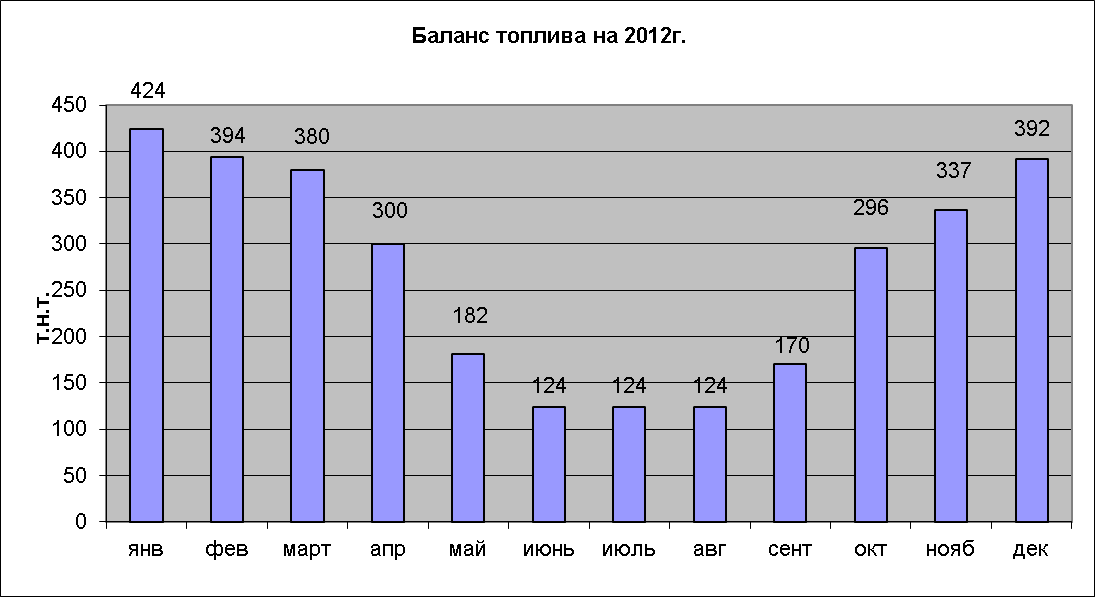 Баланс топлива на 2012г.
т.н.т.
450
400
350
300
250
200
150
100
50
0
424
394
380
300
182
124
124
124
170
296
337
392
янв
фев
март
апр
май
июнь
июль
авг
сент
окт
нояб
дек